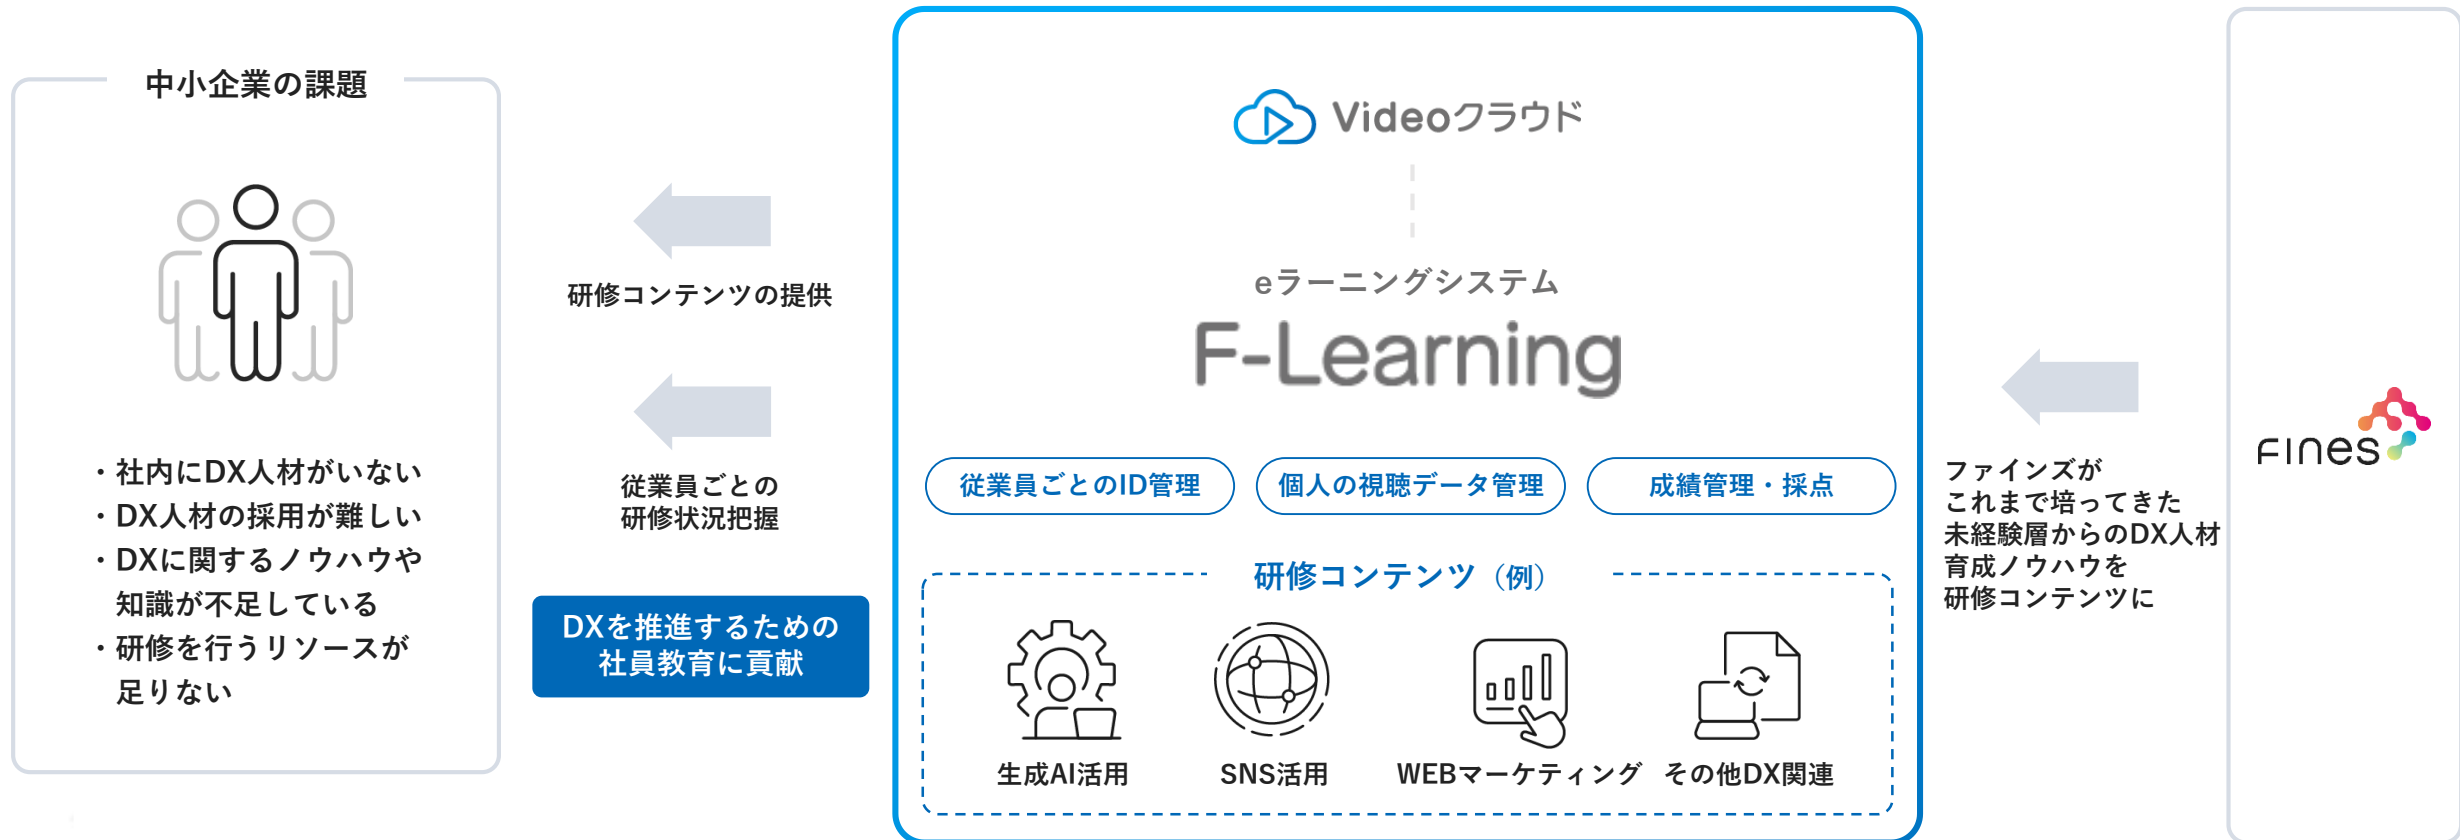 中小企業の課題
・社内にDX人材がいない
・DX人材の採用が難しい
・DXに関するノウハウや
知識が不足している
・研修を行うリソースが
足りない
研修コンテンツの提供
従業員ごとの
研修状況把握
DXを推進するための
社員教育に貢献
Videoクラウド
eラーニングシステム
F-Learning
従業員ごとのID管理
個人の視聴データ管理
成績管理・採点
研修コンテンツ（例）
生成AI活用
SNS活用
WEBマーケティング
その他DX関連
ファインズが
これまで培ってきた
未経験層からのDX人材
育成ノウハウを
研修コンテンツに
FINES